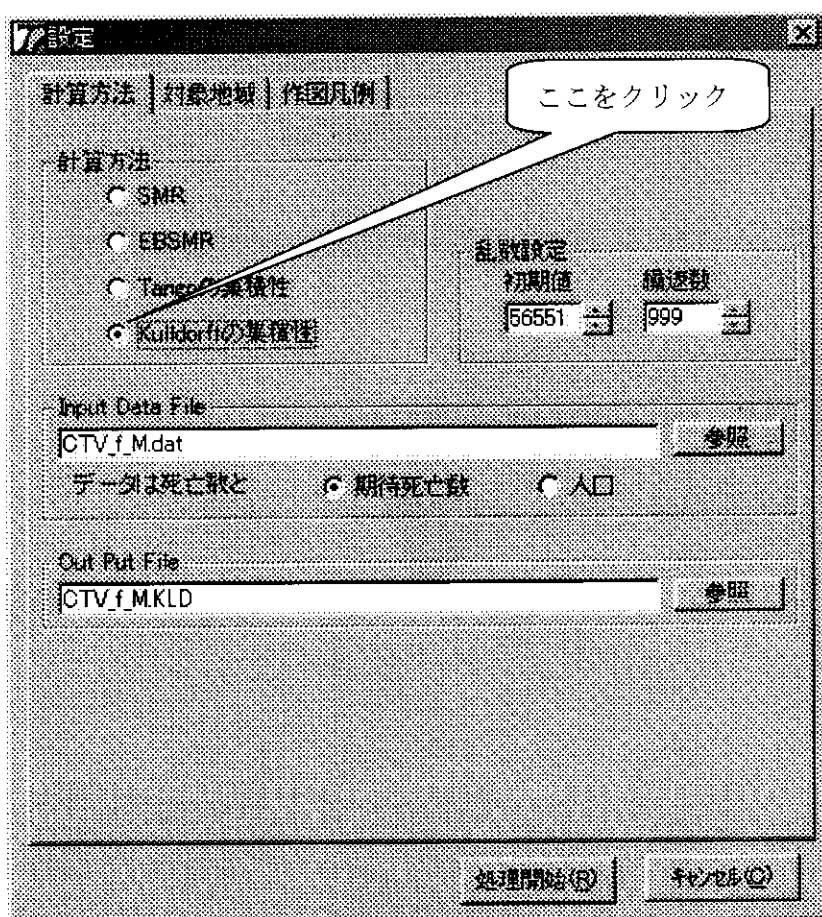 設定
計算方法 対象地域 作図凡例
ここをクリック
計算方法
SMR
EBSMR
Tangoの集積性
Kulldorffの集積性
乱数設定
初期値 繰返数
56551 999
Input Data File
CTV_f_M.dat 参照
データは死亡数と 期待死亡数 人口
Out Put File
CTV_f_M.KLD 参照
処理開始(R) キャンセル(C)